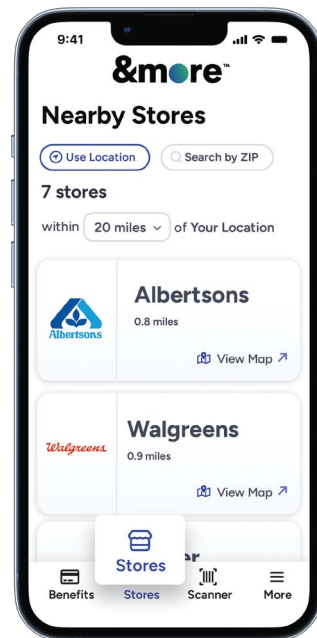 9:41
&more™
Nearby Stores
Use Location
Search by ZIP
7 stores
within 20 miles of Your Location
Albertsons
Albertsons
0.8 miles
View Map
Walgreens
Walgreens
0.9 miles
View Map
Stores
Benefits
Stores
Scanner
More